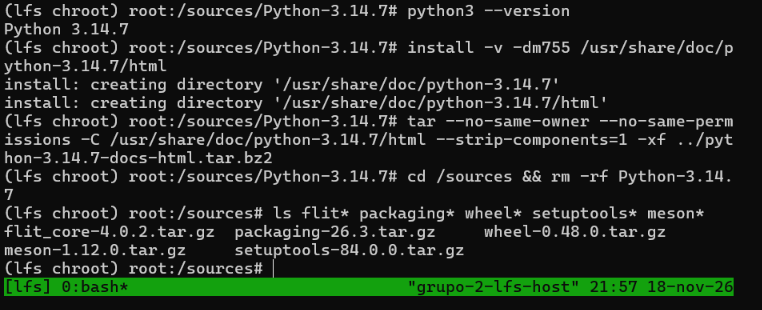 (lfs chroot) root:/sources/Python-3.14.7# python3 --version
Python 3.14.7
(lfs chroot) root:/sources/Python-3.14.7# install -v -dm755 /usr/share/doc/p
ython-3.14.7/html
install: creating directory '/usr/share/doc/python-3.14.7'
install: creating directory '/usr/share/doc/python-3.14.7/html'
(lfs chroot) root:/sources/Python-3.14.7# tar --no-same-owner --no-same-perm
issions -C /usr/share/doc/python-3.14.7/html --strip-components=1 -xf ../pyt
hon-3.14.7-docs-html.tar.bz2
(lfs chroot) root:/sources/Python-3.14.7# cd /sources && rm -rf Python-3.14.
7
(lfs chroot) root:/sources# ls flit* packaging* wheel* setuptools* meson*
flit_core-4.0.2.tar.gz  packaging-26.3.tar.gz     wheel-0.48.0.tar.gz
meson-1.12.0.tar.gz     setuptools-84.0.0.tar.gz
(lfs chroot) root:/sources#
[lfs] 0:bash* "grupo-2-lfs-host" 21:57 18-nov-26